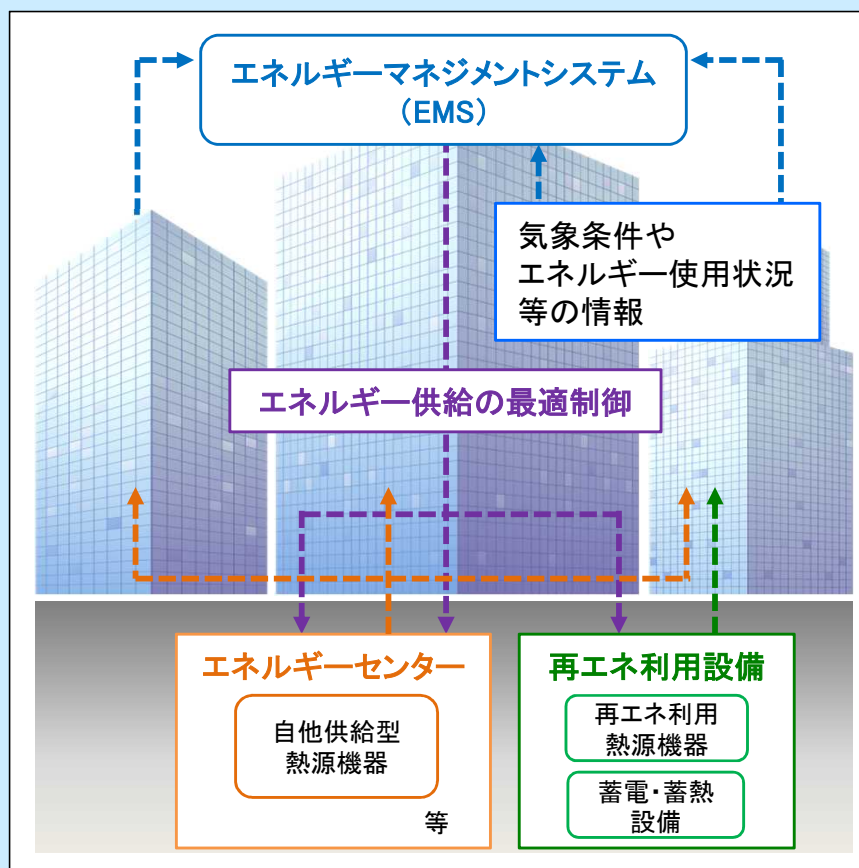 エネルギーマネジメントシステム
（EMS）
気象条件や
エネルギー使用状況
等の情報
エネルギー供給の最適制御
エネルギーセンター
自他供給型
熱源機器
等
再エネ利用設備
再エネ利用
熱源機器
蓄電・蓄熱
設備